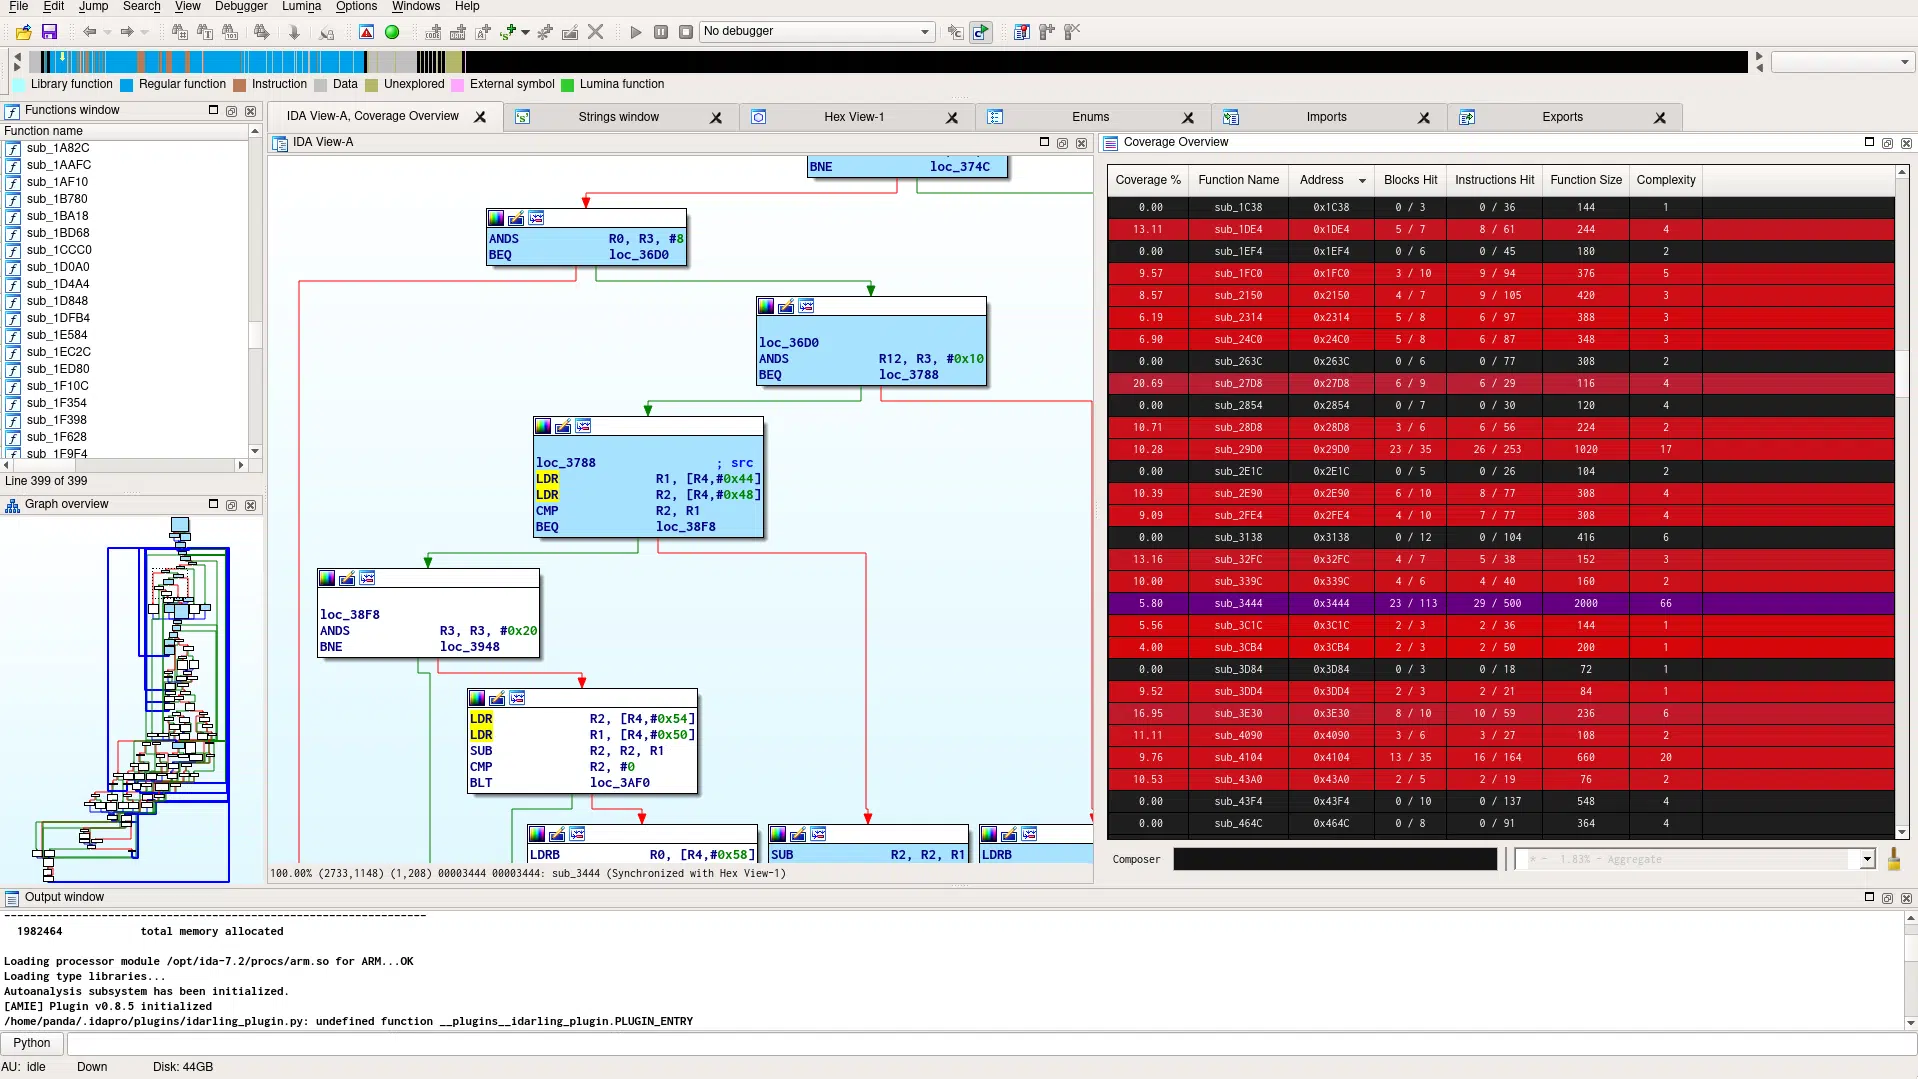 File Edit Jump Search View Debugger Lumina Options Windows Help
No debugger
Library function Regular function Instruction Data Unexplored External symbol Lumina function
Functions window
Function name
sub_1A82C
sub_1AAFC
sub_1AF10
sub_1B780
sub_1BA18
sub_1BD68
sub_1CCC0
sub_1D0A0
sub_1D4A4
sub_1D848
sub_1DFB4
sub_1E584
sub_1EC2C
sub_1ED80
sub_1F10C
sub_1F354
sub_1F398
sub_1F628
sub_1F9F4
Line 399 of 399
Graph overview
IDA View-A, Coverage Overview Strings window Hex View-1 Enums Imports Exports
IDA View-A
BNE loc_374C
ANDS R0, R3, #8
BEQ loc_36D0
loc_36D0
ANDS R12, R3, #0x10
BEQ loc_3788
loc_3788 ; src
LDR R1, [R4,#0x44]
LDR R2, [R4,#0x48]
CMP R2, R1
BEQ loc_38F8
loc_38F8
ANDS R3, R3, #0x20
BNE loc_3948
LDR R2, [R4,#0x54]
LDR R1, [R4,#0x50]
SUB R2, R2, R1
CMP R2, #0
BLT loc_3AF0
LDRB R0, [R4,#0x58]
SUB R2, R2, R1
LDRB
100.00% (2733,1148) (1,208) 00003444 00003444: sub_3444 (Synchronized with Hex View-1)
Coverage Overview
Coverage % Function Name Address Blocks Hit Instructions Hit Function Size Complexity
0.00 sub_1C38 0x1C38 0 / 3 0 / 36 144 1
13.11 sub_1DE4 0x1DE4 5 / 7 8 / 61 244 4
0.00 sub_1EF4 0x1EF4 0 / 6 0 / 45 180 2
9.57 sub_1FC0 0x1FC0 3 / 10 9 / 94 376 5
8.57 sub_2150 0x2150 4 / 7 9 / 105 420 3
6.19 sub_2314 0x2314 5 / 8 6 / 97 388 3
6.90 sub_24C0 0x24C0 5 / 8 6 / 87 348 3
0.00 sub_263C 0x263C 0 / 6 0 / 77 308 2
20.69 sub_27D8 0x27D8 6 / 9 6 / 29 116 4
0.00 sub_2854 0x2854 0 / 7 0 / 30 120 4
10.71 sub_28D8 0x28D8 3 / 6 6 / 56 224 2
10.28 sub_29D0 0x29D0 23 / 35 26 / 253 1020 17
0.00 sub_2E1C 0x2E1C 0 / 5 0 / 26 104 2
10.39 sub_2E90 0x2E90 6 / 10 8 / 77 308 4
9.09 sub_2FE4 0x2FE4 4 / 10 7 / 77 308 4
0.00 sub_3138 0x3138 0 / 12 0 / 104 416 6
13.16 sub_32FC 0x32FC 4 / 7 5 / 38 152 3
10.00 sub_339C 0x339C 4 / 6 4 / 40 160 2
5.80 sub_3444 0x3444 23 / 113 29 / 500 2000 66
5.56 sub_3C1C 0x3C1C 2 / 3 2 / 36 144 1
4.00 sub_3CB4 0x3CB4 2 / 3 2 / 50 200 1
0.00 sub_3D84 0x3D84 0 / 3 0 / 18 72 1
9.52 sub_3DD4 0x3DD4 2 / 3 2 / 21 84 1
16.95 sub_3E30 0x3E30 8 / 10 10 / 59 236 6
11.11 sub_4090 0x4090 3 / 6 3 / 27 108 2
9.76 sub_4104 0x4104 13 / 35 16 / 164 660 20
10.53 sub_43A0 0x43A0 2 / 5 2 / 19 76 2
0.00 sub_43F4 0x43F4 0 / 10 0 / 137 548 4
0.00 sub_464C 0x464C 0 / 8 0 / 91 364 4
Composer * - 1.83% - Aggregate
Output window
-----------------------------------------------------------------
1982464 total memory allocated
Loading processor module /opt/ida-7.2/procs/arm.so for ARM...OK
Loading type libraries...
Autoanalysis subsystem has been initialized.
[AMIE] Plugin v0.8.5 initialized
/home/panda/.idapro/plugins/idarling_plugin.py: undefined function __plugins__idarling_plugin.PLUGIN_ENTRY
Python
AU: idle Down Disk: 44GB